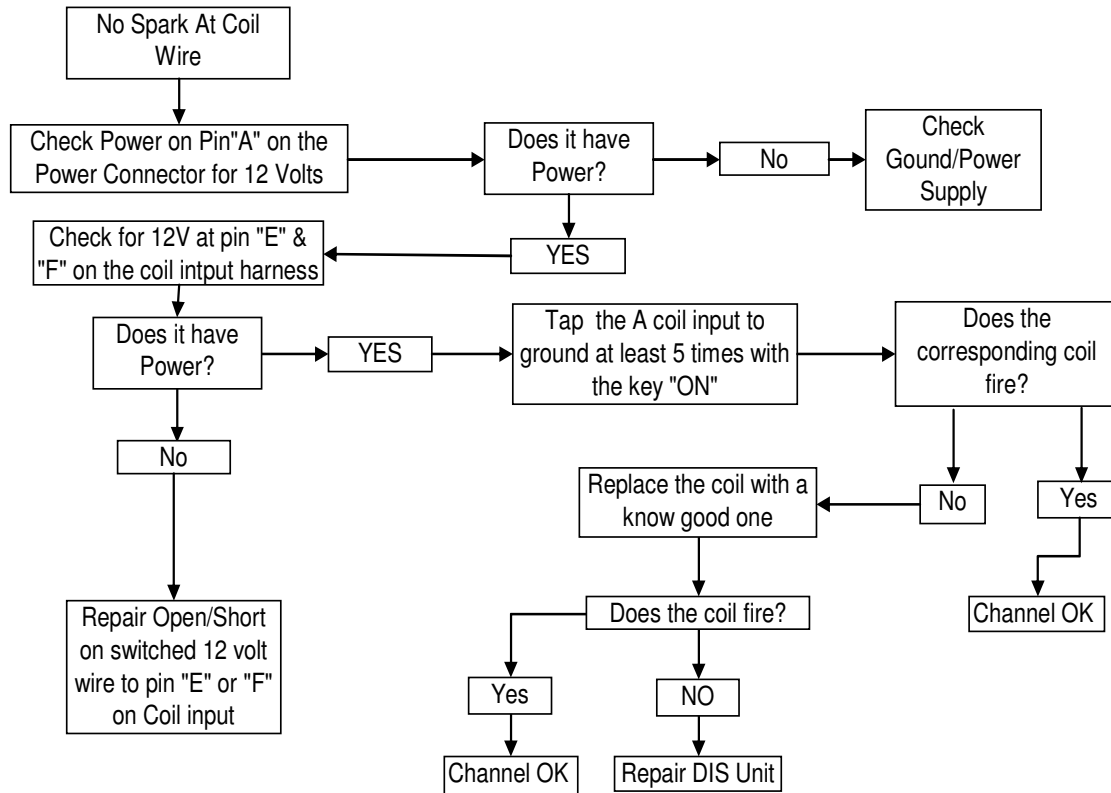 No Spark At Coil
Wire
Check Power on Pin"A" on the
Power Connector for 12 Volts
Does it have
Power?
No
Check
Gound/Power
Supply
YES
Check for 12V at pin "E" &
"F" on the coil intput harness
Does it have
Power?
YES
Tap the A coil input to
ground at least 5 times with
the key "ON"
Does the
corresponding coil
fire?
No
Yes
Channel OK
No
Repair Open/Short
on switched 12 volt
wire to pin "E" or "F"
on Coil input
Replace the coil with a
know good one
Does the coil fire?
Yes
NO
Channel OK
Repair DIS Unit